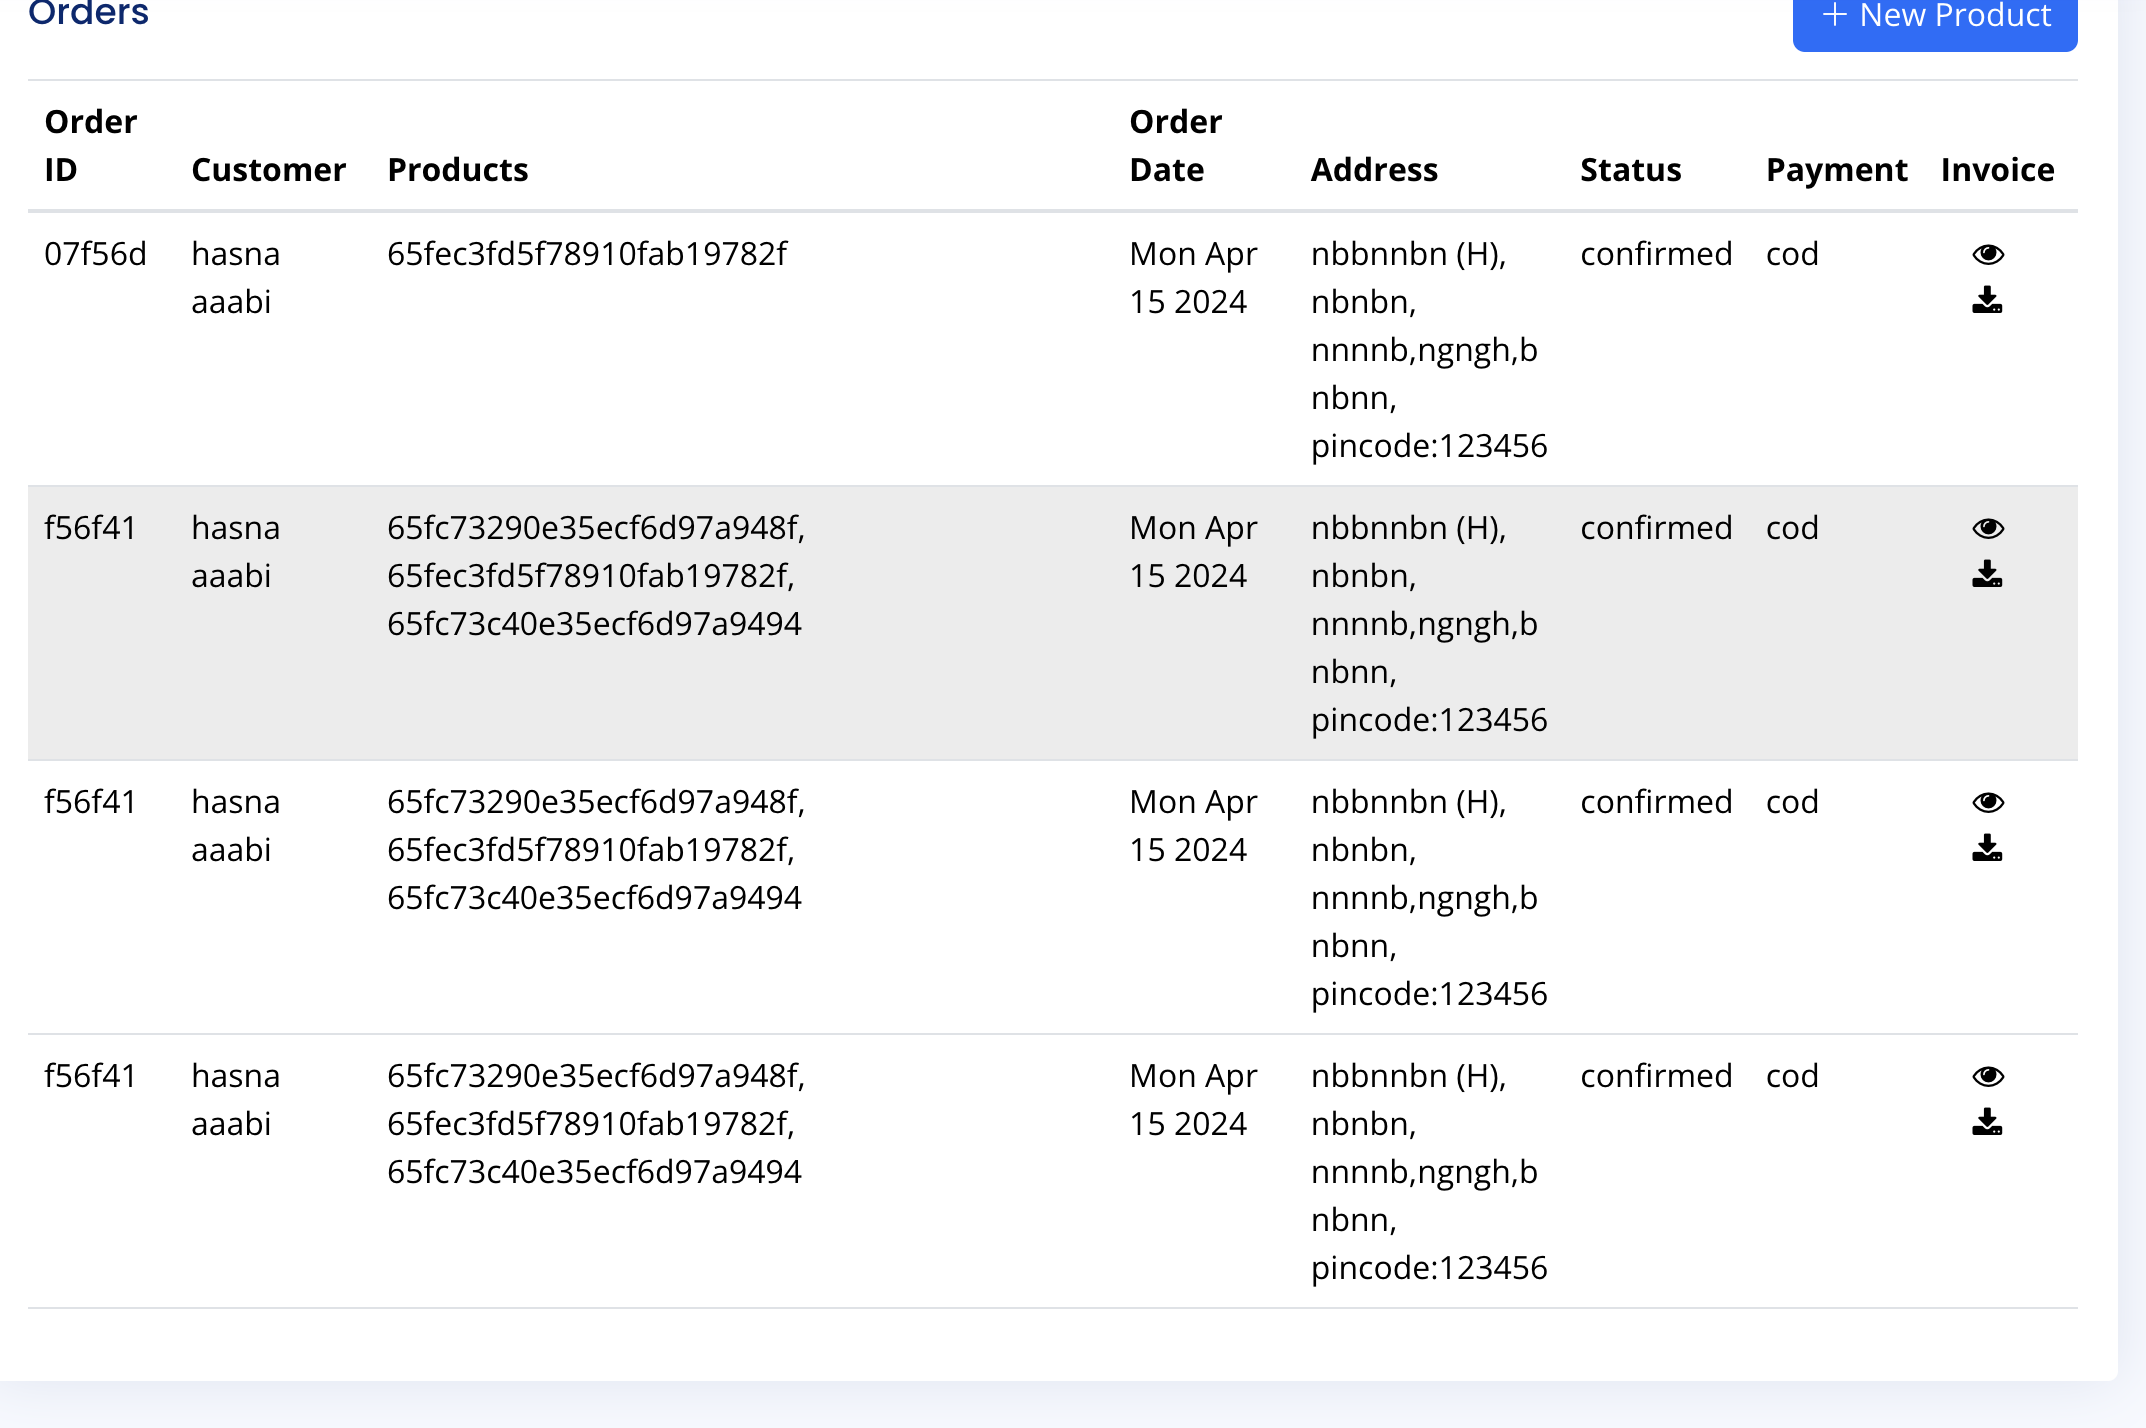 Orders
+ New Product
Order ID Customer Products Order Date Address Status Payment Invoice
07f56d hasna 65fec3fd5f78910fab19782f Mon Apr nbbnnbn (H), confirmed cod
aaabi 15 2024 nbnbn,
nnnnb,ngngh,b
nbnn,
pincode:123456
f56f41 hasna 65fc73290e35ecf6d97a948f, Mon Apr nbbnnbn (H), confirmed cod
aaabi 65fec3fd5f78910fab19782f, 15 2024 nbnbn,
65fc73c40e35ecf6d97a9494 nnnnb,ngngh,b
nbnn,
pincode:123456
f56f41 hasna 65fc73290e35ecf6d97a948f, Mon Apr nbbnnbn (H), confirmed cod
aaabi 65fec3fd5f78910fab19782f, 15 2024 nbnbn,
65fc73c40e35ecf6d97a9494 nnnnb,ngngh,b
nbnn,
pincode:123456
f56f41 hasna 65fc73290e35ecf6d97a948f, Mon Apr nbbnnbn (H), confirmed cod
aaabi 65fec3fd5f78910fab19782f, 15 2024 nbnbn,
65fc73c40e35ecf6d97a9494 nnnnb,ngngh,b
nbnn,
pincode:123456